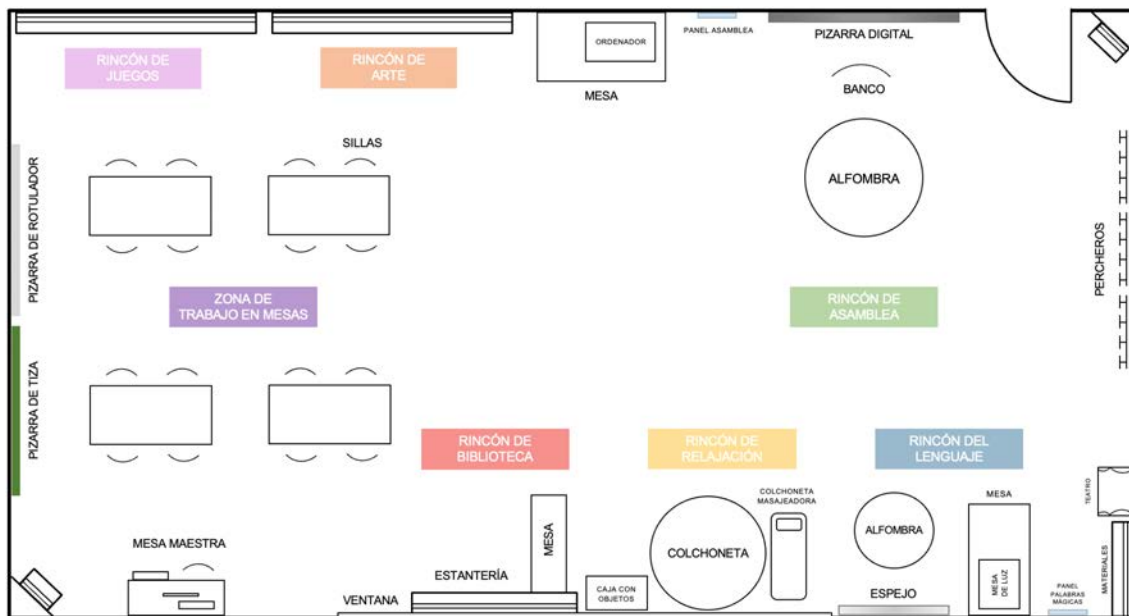 ORDENADOR
PANEL ASAMBLEA
PIZARRA DIGITAL
RINCÓN DE
JUEGOS
RINCÓN DE
ARTE
MESA
BANCO
SILLAS
PIZARRA DE ROTULADOR
ALFOMBRA
PERCHEROS
ZONA DE
TRABAJO EN MESAS
RINCÓN DE
ASAMBLEA
PIZARRA DE TIZA
RINCÓN DE
BIBLIOTECA
RINCÓN DE
RELAJACIÓN
RINCÓN DEL
LENGUAJE
COLCHONETA
MASAJEADORA
MESA
TEATRO
MESA MAESTRA
MESA
COLCHONETA
ALFOMBRA
MATERIALES
ESTANTERÍA
MESA
DE LUZ
CAJA CON
OBJETOS
VENTANA
ESPEJO
PANEL
PALABRAS
MÁGICAS